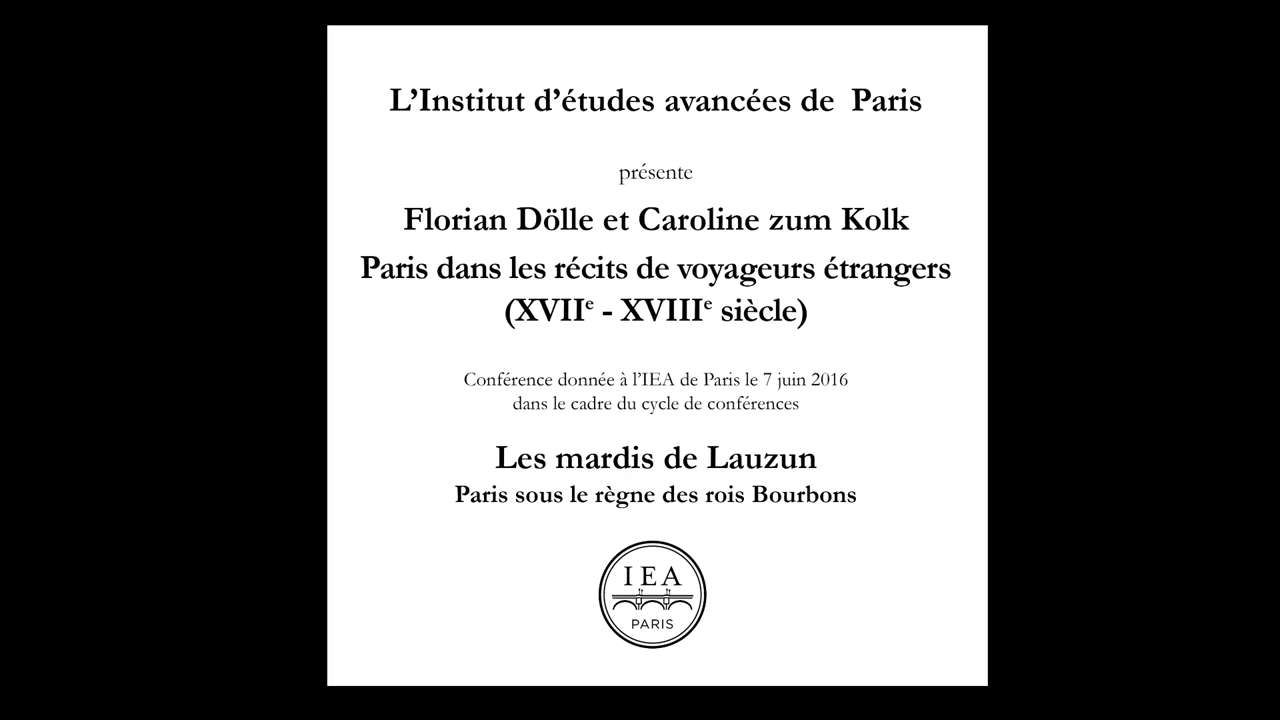 L’Institut d’études avancées de  Paris
présente
Florian Dölle et Caroline zum Kolk
Paris dans les récits de voyageurs étrangers
(XVIIe - XVIIIe siècle)
Conférence donnée à l’IEA de Paris le 7 juin 2016
dans le cadre du cycle de conférences
Les mardis de Lauzun
Paris sous le règne des rois Bourbons
IEA
PARIS